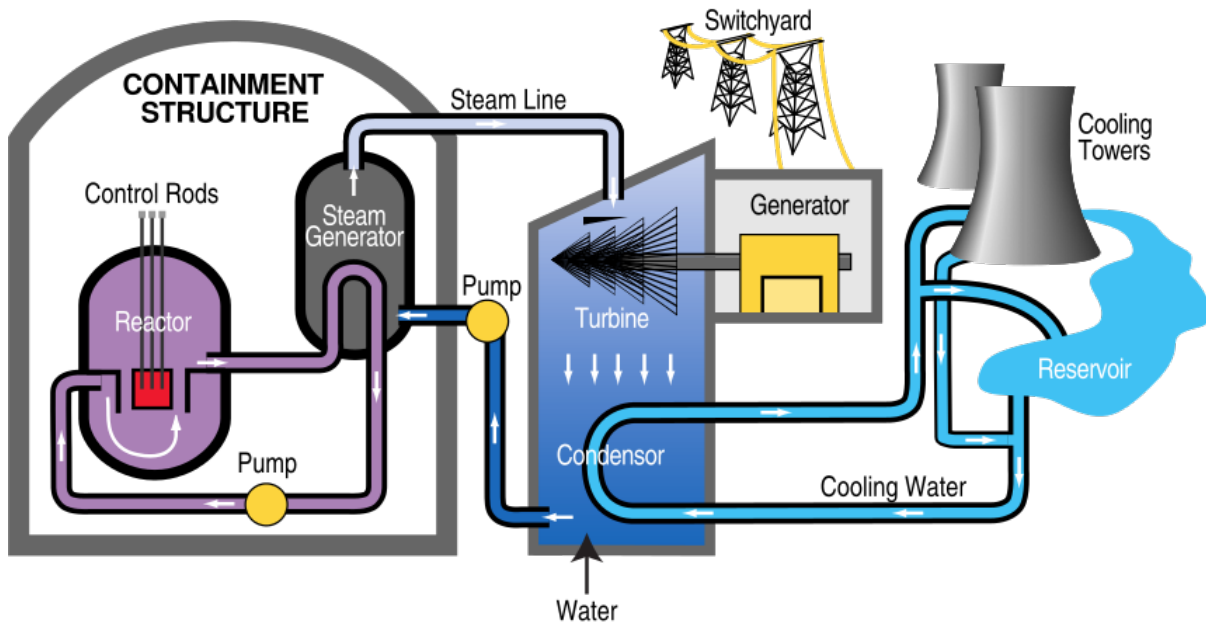 Switchyard
CONTAINMENT
STRUCTURE
Steam Line
Cooling
Towers
Control Rods
Steam
Generator
Generator
Pump
Reactor
Turbine
Reservoir
Condensor
Pump
Cooling Water
Water